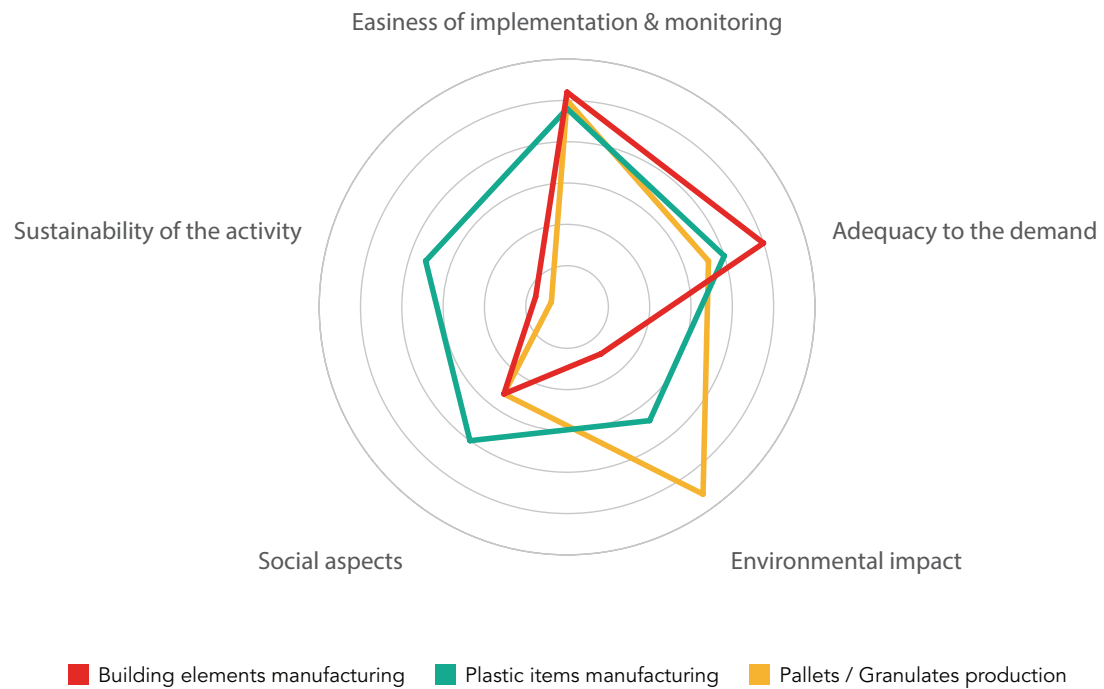 Easiness of implementation & monitoring
Sustainability of the activity
Adequacy to the demand
Social aspects
Environmental impact
Building elements manufacturing
Plastic items manufacturing
Pallets / Granulates production